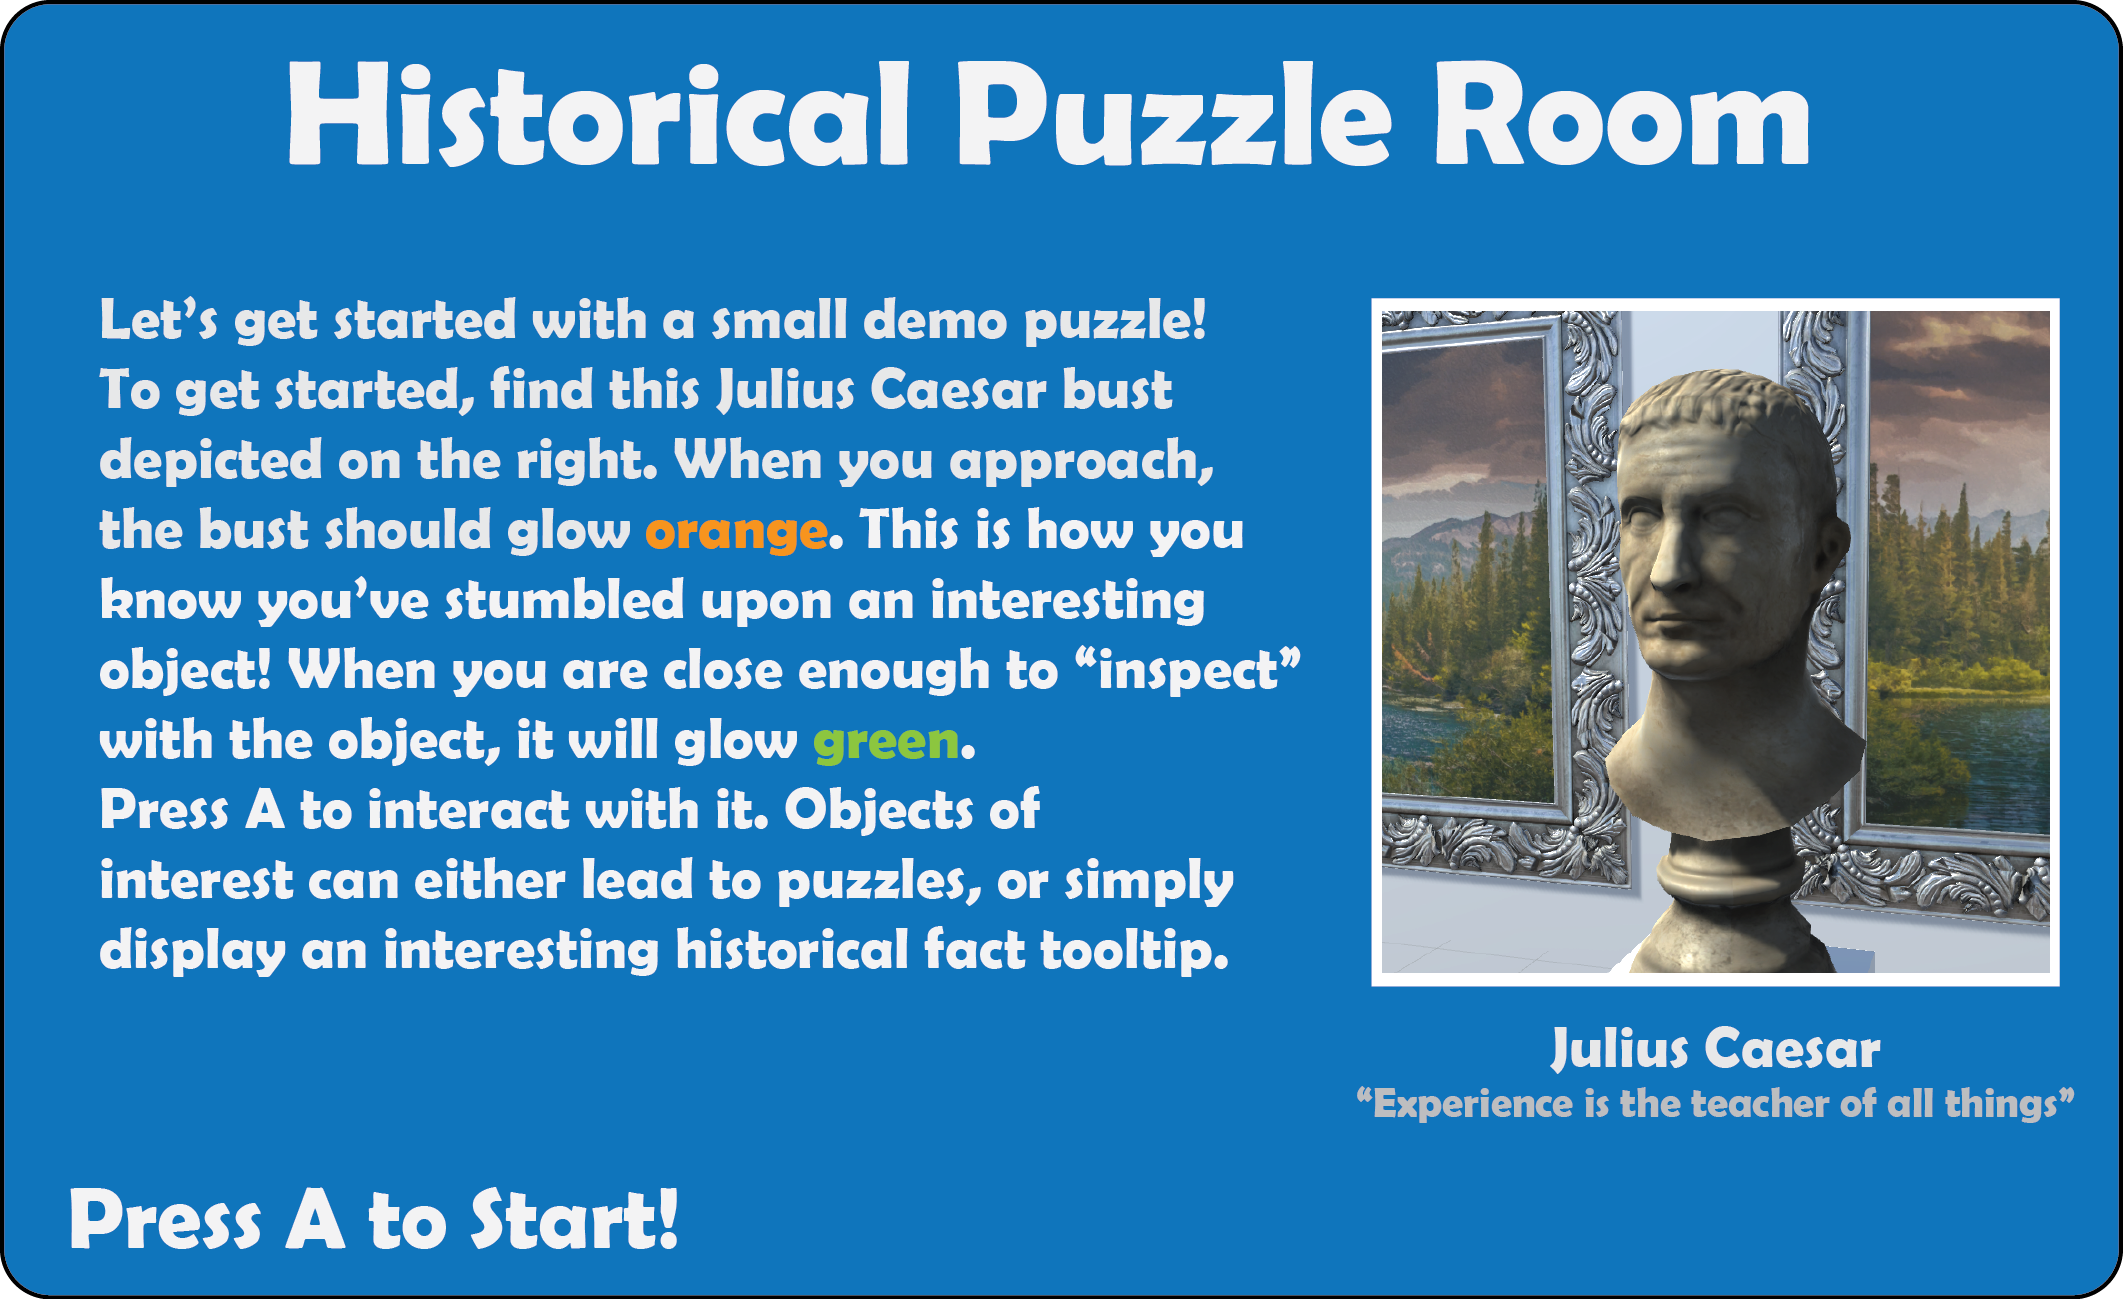 Historical Puzzle Room
Let’s get started with a small demo puzzle!
To get started, find this Julius Caesar bust
depicted on the right. When you approach,
the bust should glow orange. This is how you
know you’ve stumbled upon an interesting
object! When you are close enough to “inspect”
with the object, it will glow green.
Press A to interact with it. Objects of
interest can either lead to puzzles, or simply
display an interesting historical fact tooltip.
Julius Caesar
“Experience is the teacher of all things”
Press A to Start!